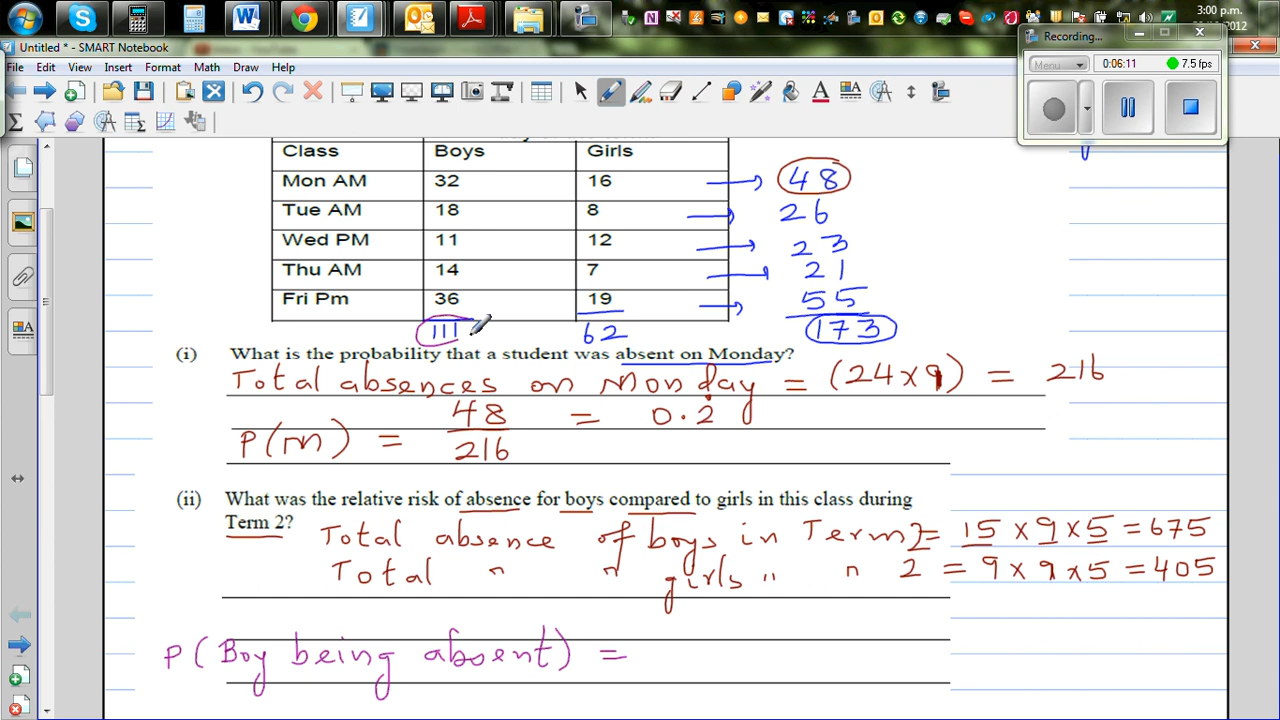 3:00 p.m.
Untitled * - SMART Notebook
Recording...
File Edit View Insert Format Math Draw Help
Menu 0:06:11 7.5 fps
Class Boys Girls
Mon AM 32 16 → 48
Tue AM 18 8 → 26
Wed PM 11 12 → 23
Thu AM 14 7 → 21
Fri Pm 36 19 → 55
111 62 173
(i) What is the probability that a student was absent on Monday?
Total absences on Monday = (24×9) = 216
P(m) = 48/216 = 0.2
(ii) What was the relative risk of absence for boys compared to girls in this class during
Term 2?
Total absence of boys in Term 2 = 15 × 9 × 5 = 675
Total " " girls " " 2 = 9 × 9 × 5 = 405
P(Boy being absent) =